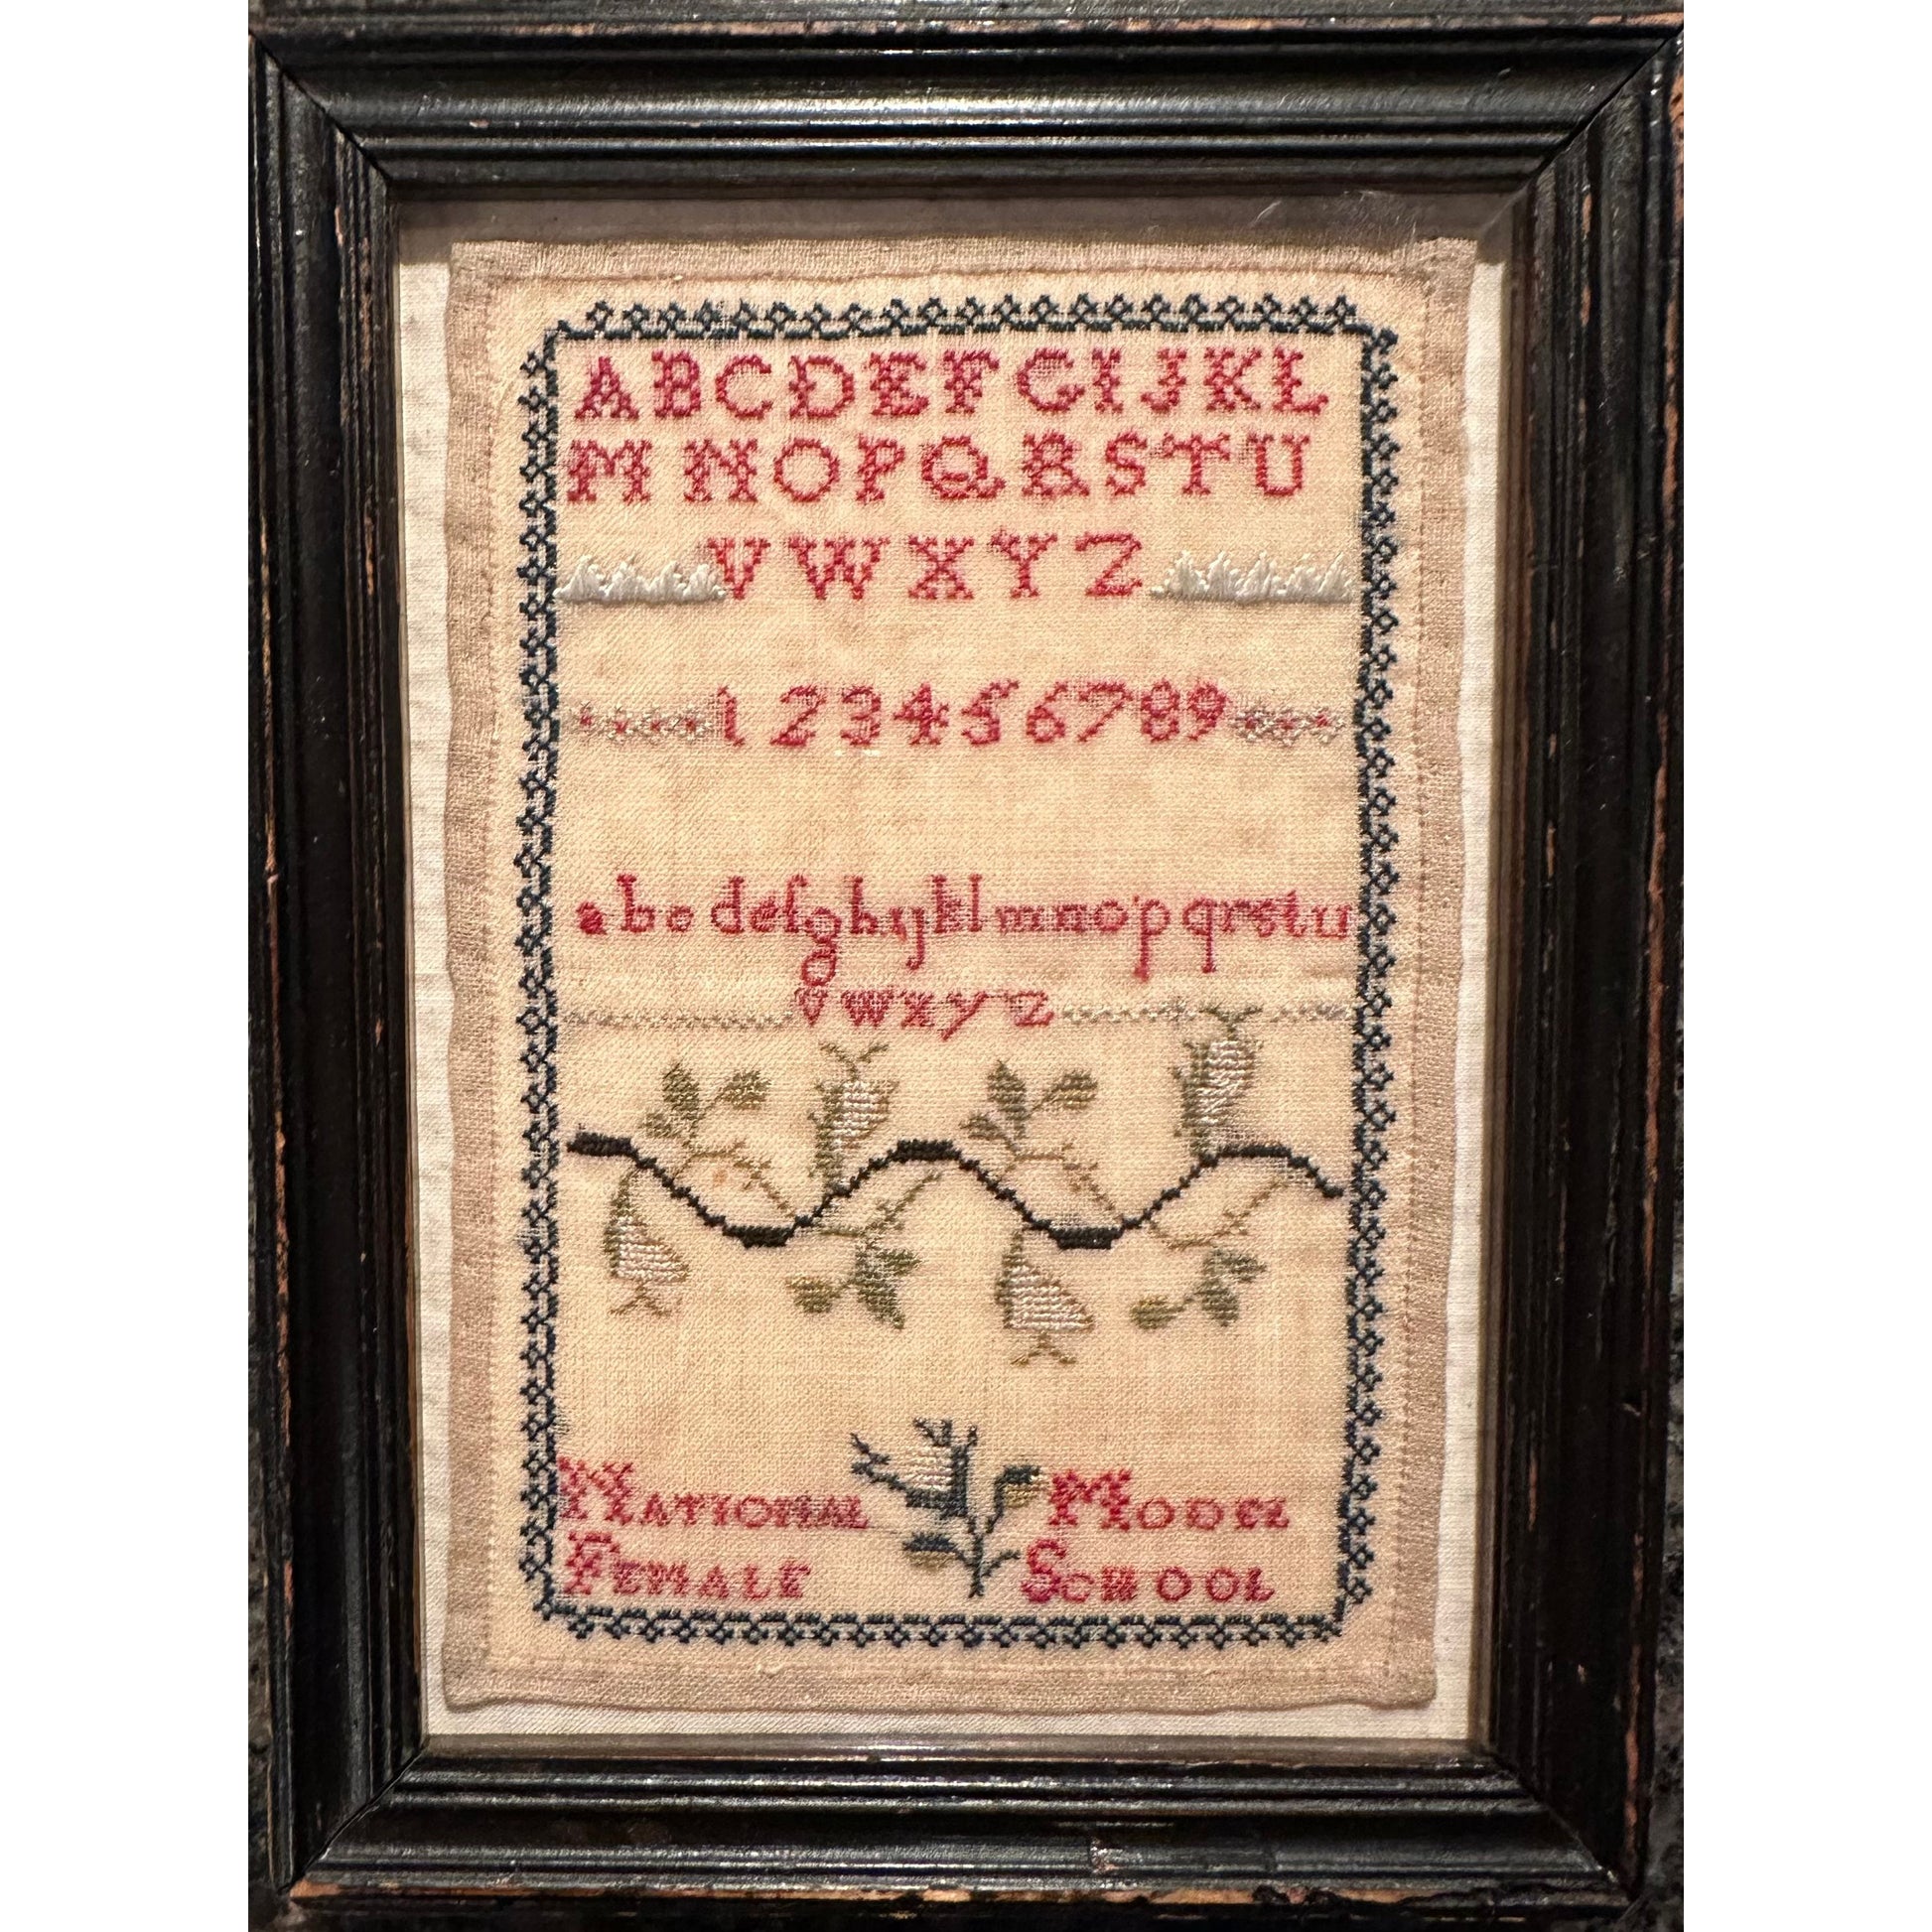 ABCDEFGIJKL
MNOPQRSTU
VWXYZ
123456789
abcdefghijklmnopqrstu
vwxyz
NATIONAL MODEL
FEMALE SCHOOL